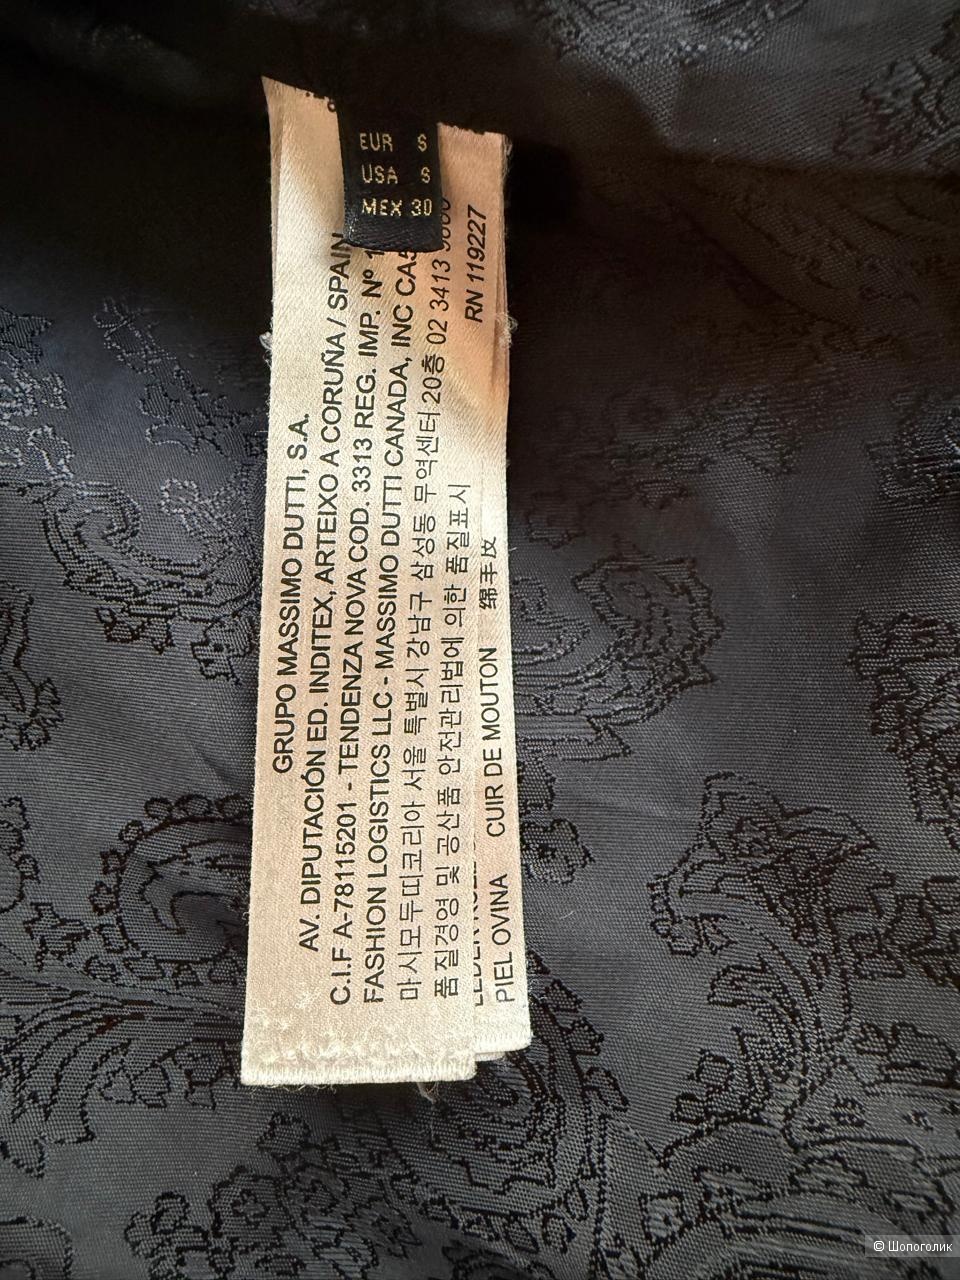 EUR S
USA S
MEX 30
GRUPO MASSIMO DUTTI, S.A.
AV. DIPUTACIÓN ED. INDITEX, ARTEIXO A CORUÑA / SPAIN
C.I.F A-78115201 - TENDENZA NOVA COD. 3313 REG. IMP. Nº
FASHION LOGISTICS LLC - MASSIMO DUTTI CANADA, INC
마시모두띠코리아 서울 특별시 강남구 삼성동 무역센터 20층 02 3413
품질경영 및 공산품 안전관리법에 의한 품질표시
RN 119227
PIEL OVINA CUIR DE MOUTON 绵羊皮
© Шопоголик